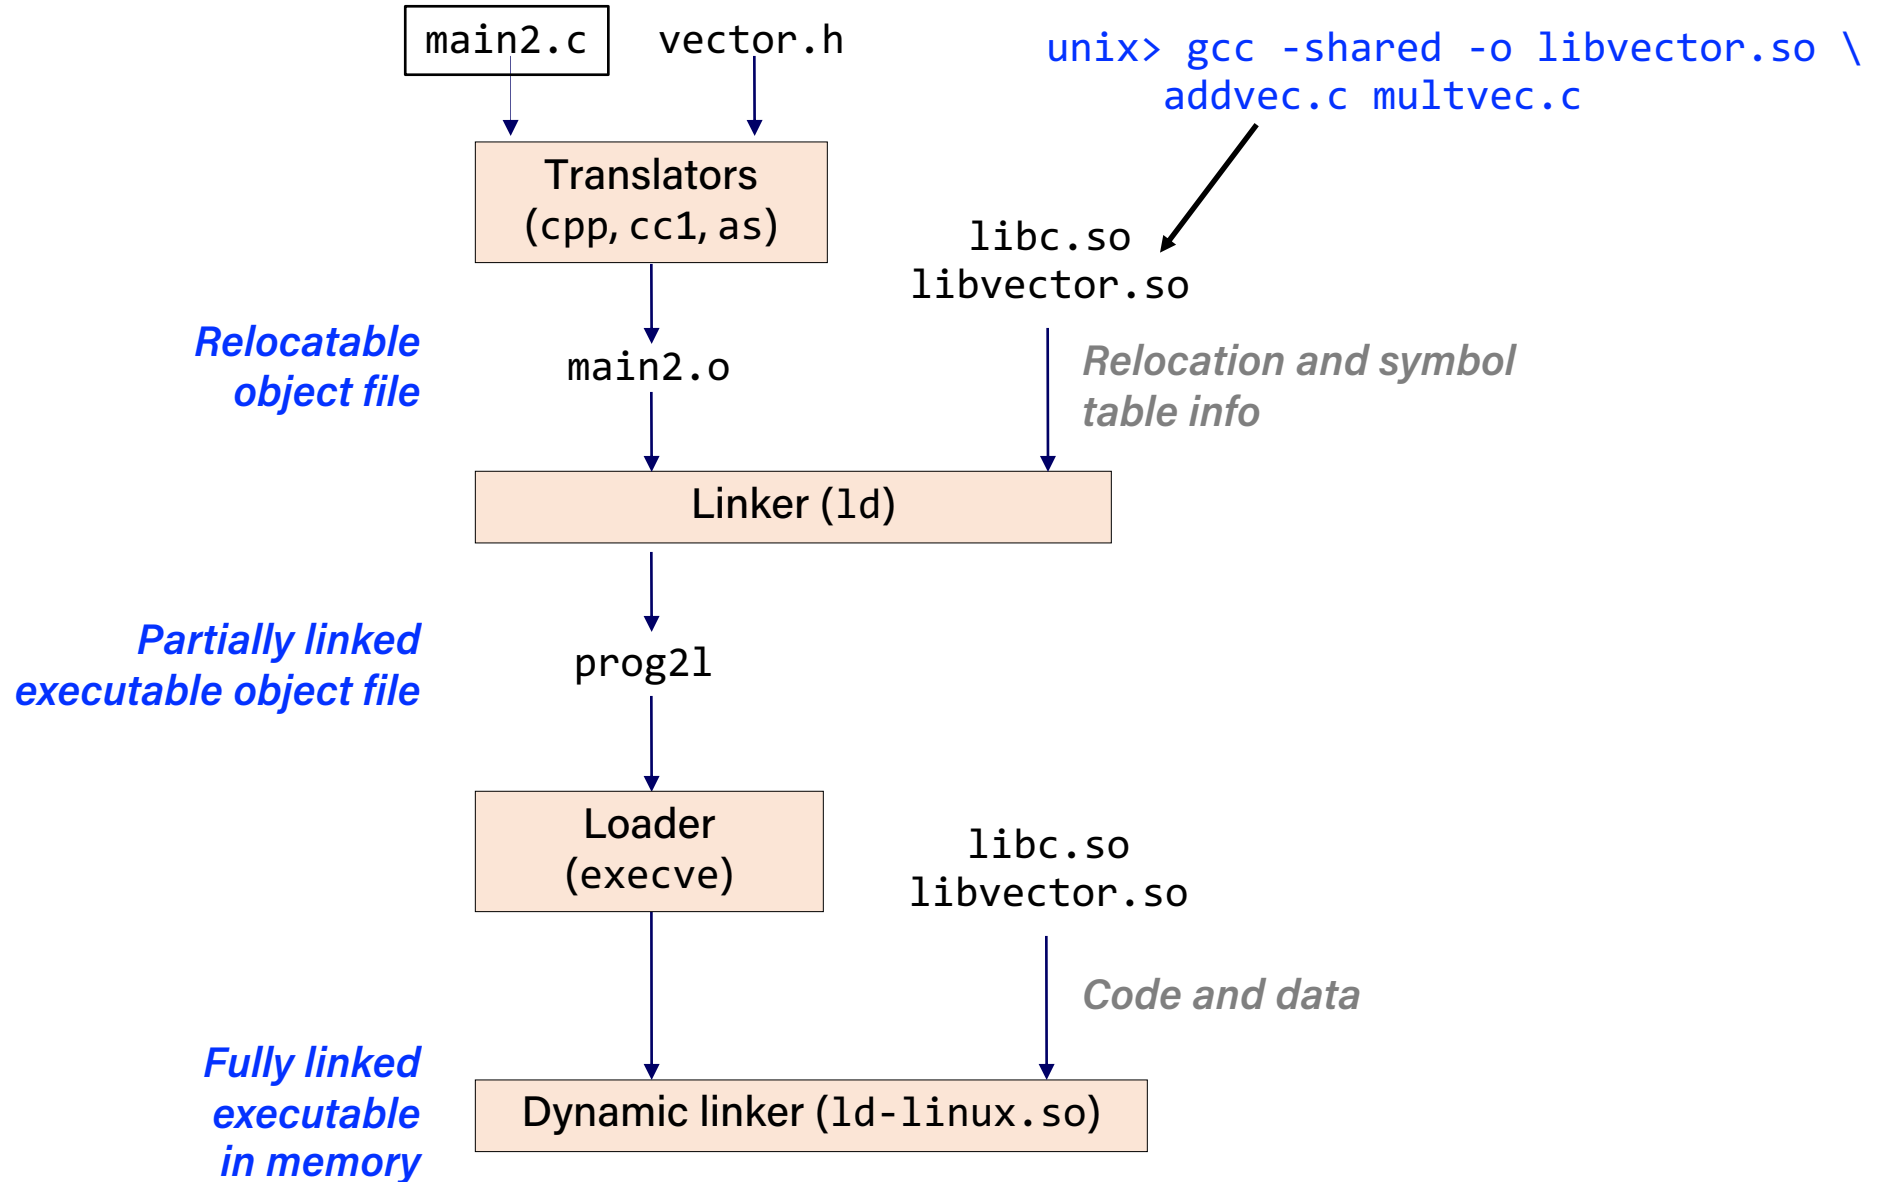 main2.c
vector.h
unix> gcc -shared -o libvector.so \
addvec.c multvec.c
Translators
(cpp, cc1, as)
libc.so
libvector.so
Relocatable
object file
main2.o
Relocation and symbol
table info
Linker (ld)
Partially linked
executable object file
prog2l
Loader
(execve)
libc.so
libvector.so
Code and data
Fully linked
executable
in memory
Dynamic linker (ld-linux.so)